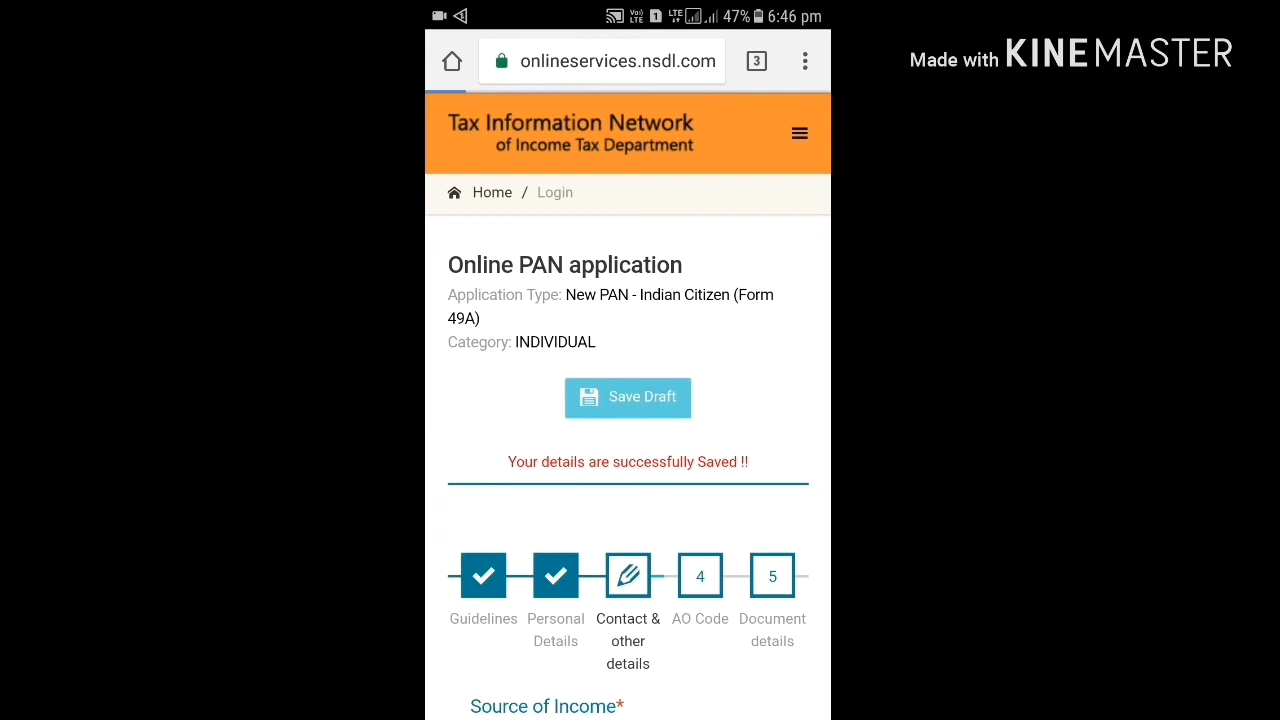 VoLTE 1 LTE 47% 6:46 pm
onlineservices.nsdl.com 3
Made with KINEMASTER
Tax Information Network
of Income Tax Department
Home / Login
Online PAN application
Application Type: New PAN - Indian Citizen (Form
49A)
Category: INDIVIDUAL
Save Draft
Your details are successfully Saved !!
4 5
Guidelines Personal Contact & AO Code Document
Details other details
details
Source of Income*